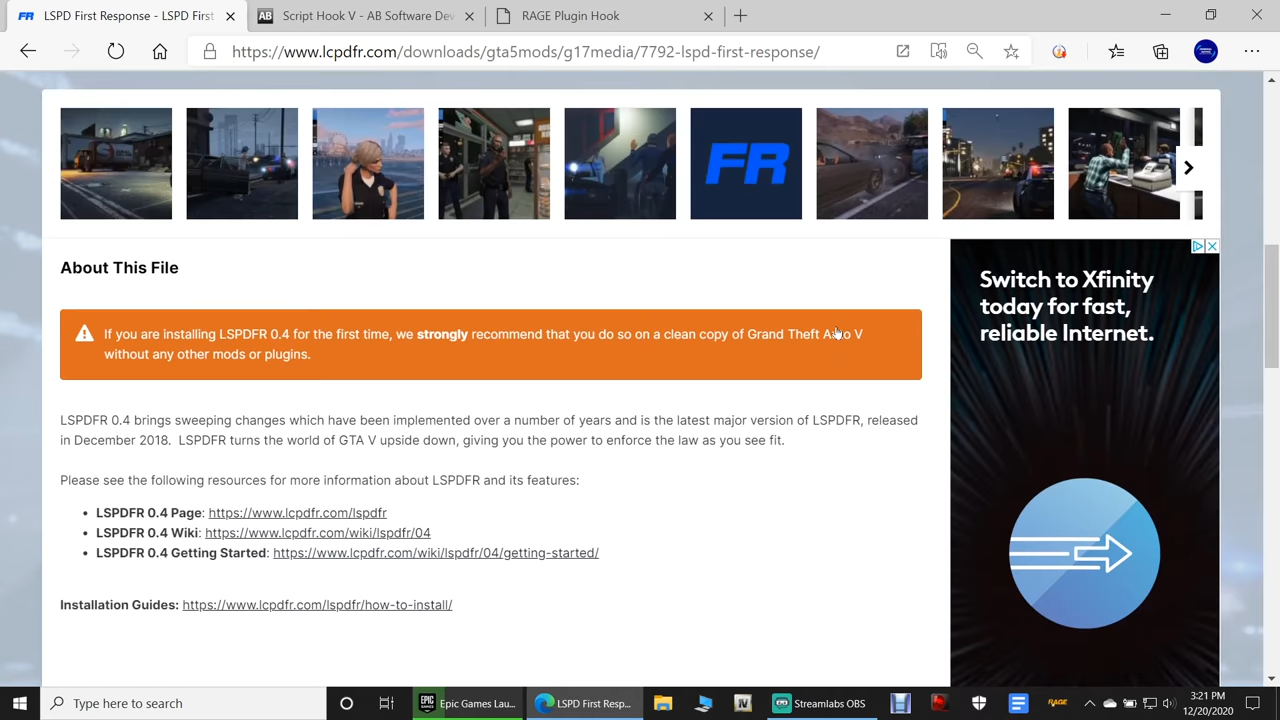 LSPD First Response - LSPD First
AB Script Hook V - AB Software Dev
RAGE Plugin Hook
https://www.lcpdfr.com/downloads/gta5mods/g17media/7792-lspd-first-response/
FR
About This File
If you are installing LSPDFR 0.4 for the first time, we strongly recommend that you do so on a clean copy of Grand Theft Auto V
without any other mods or plugins.
LSPDFR 0.4 brings sweeping changes which have been implemented over a number of years and is the latest major version of LSPDFR, released
in December 2018. LSPDFR turns the world of GTA V upside down, giving you the power to enforce the law as you see fit.
Please see the following resources for more information about LSPDFR and its features:
• LSPDFR 0.4 Page: https://www.lcpdfr.com/lspdfr
• LSPDFR 0.4 Wiki: https://www.lcpdfr.com/wiki/lspdfr/04
• LSPDFR 0.4 Getting Started: https://www.lcpdfr.com/wiki/lspdfr/04/getting-started/
Installation Guides: https://www.lcpdfr.com/lspdfr/how-to-install/
Switch to Xfinity
today for fast,
reliable Internet.
Type here to search
Epic Games Lau...
LSPD First Resp...
Streamlabs OBS
RAGE
3:21 PM
12/20/2020